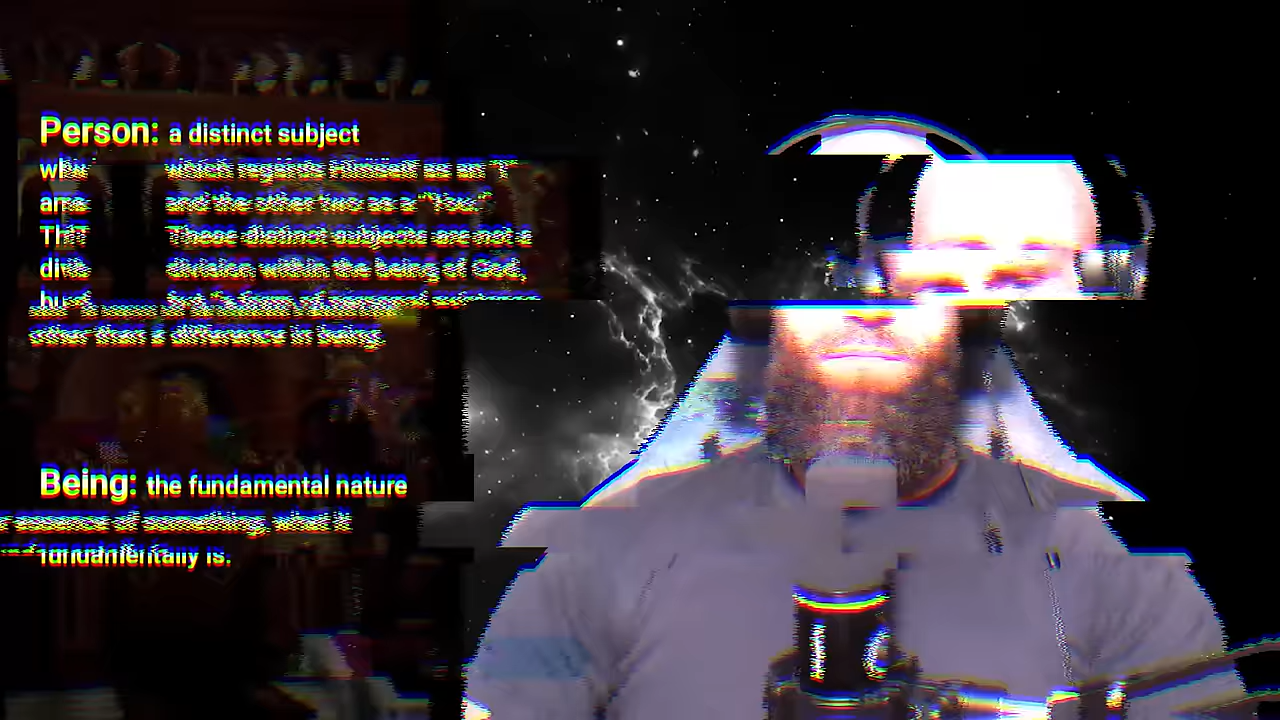 Person: a distinct subject
which regards Himself as an "I"
and the other two as a "You."
These distinct subjects are not a
division within the being of God,
of personal
other than a difference in being.
Being: the fundamental nature
essence of something, what it
fundamentally is.